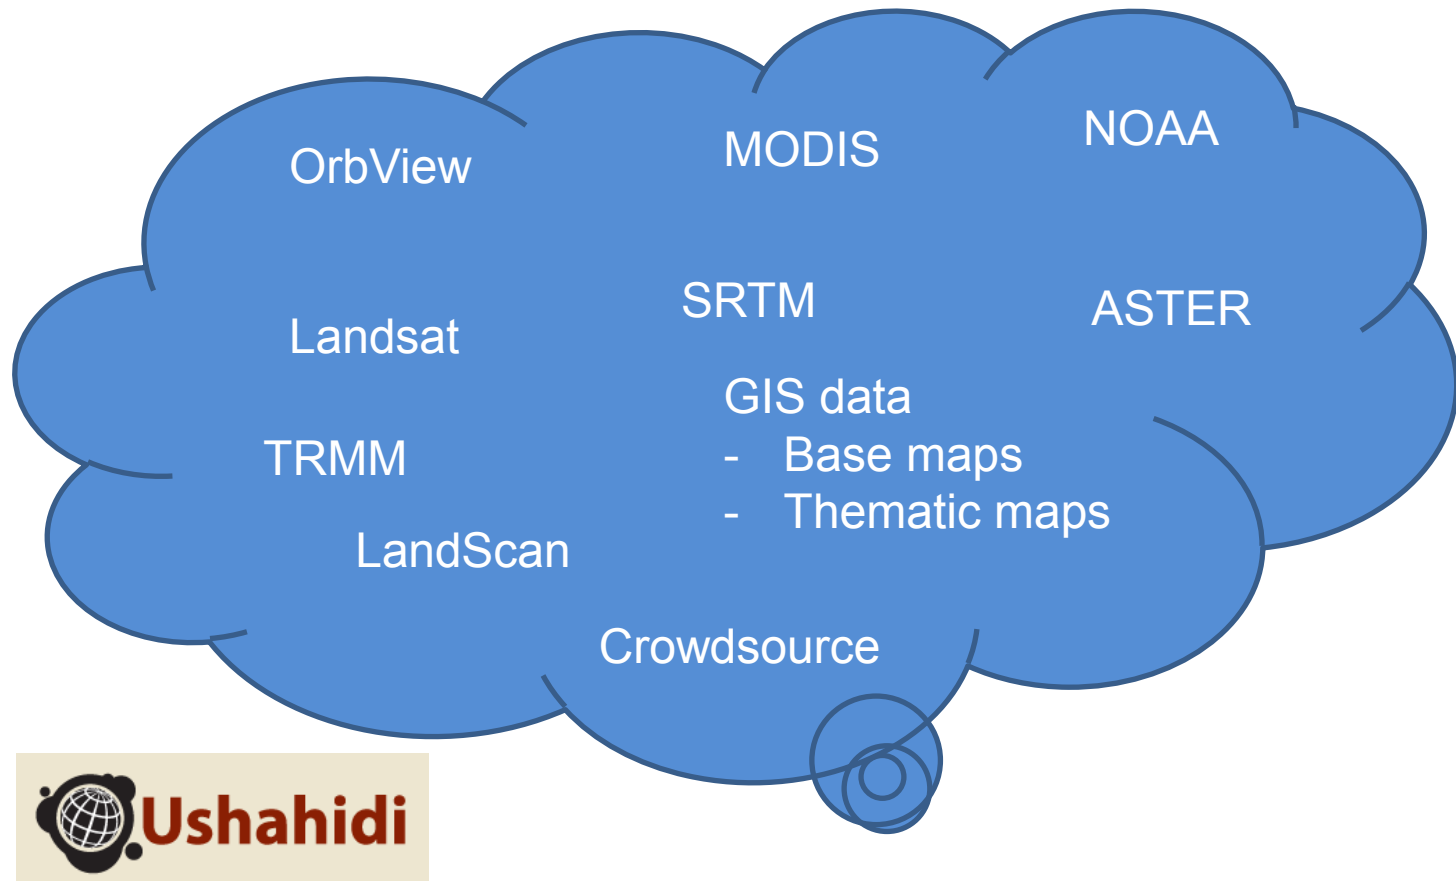 OrbView
MODIS
NOAA
Landsat
SRTM
ASTER
GIS data
- Base maps
- Thematic maps
TRMM
LandScan
Crowdsource
Ushahidi